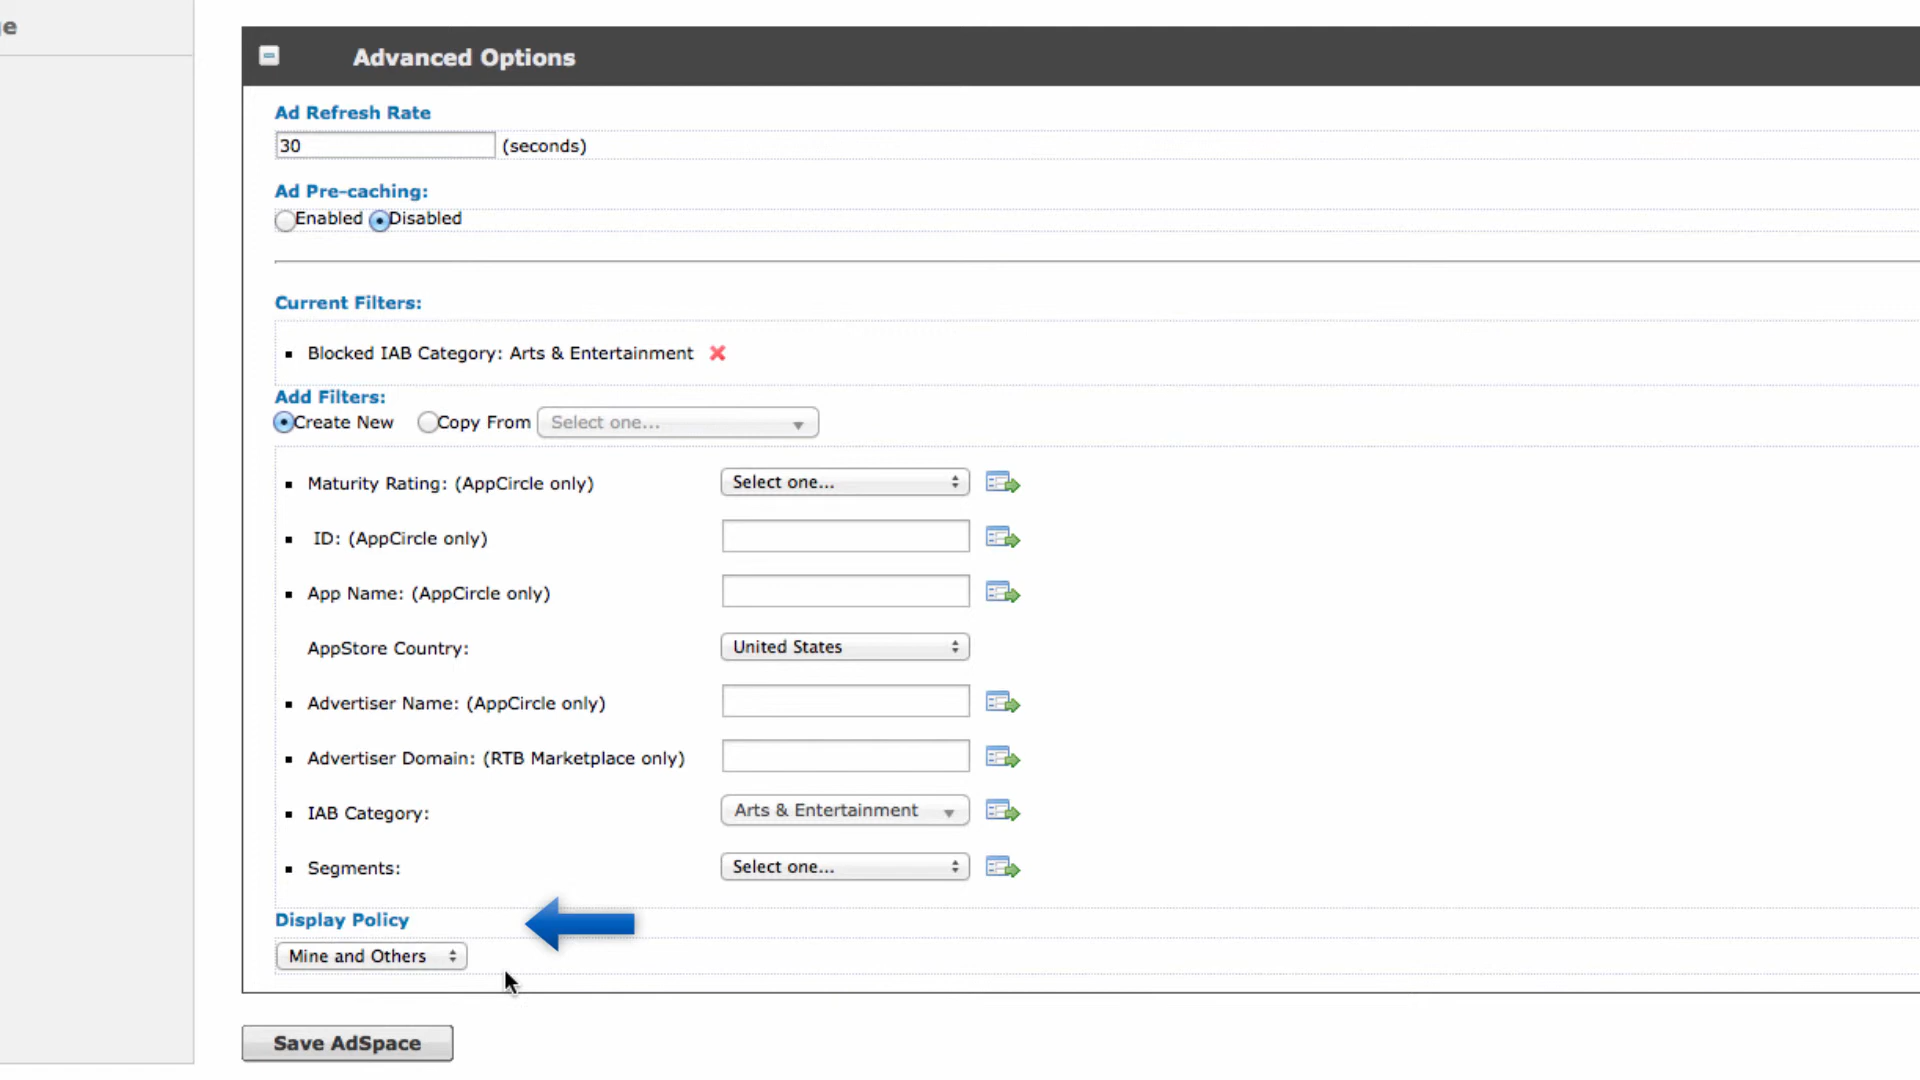 ge
Advanced Options
Ad Refresh Rate
30 (seconds)
Ad Pre-caching:
Enabled Disabled
Current Filters:
Blocked IAB Category: Arts & Entertainment
Add Filters:
Create New Copy From Select one...
Maturity Rating: (AppCircle only) Select one...
ID: (AppCircle only)
App Name: (AppCircle only)
AppStore Country: United States
Advertiser Name: (AppCircle only)
Advertiser Domain: (RTB Marketplace only)
IAB Category: Arts & Entertainment
Segments: Select one...
Display Policy
Mine and Others
Save AdSpace